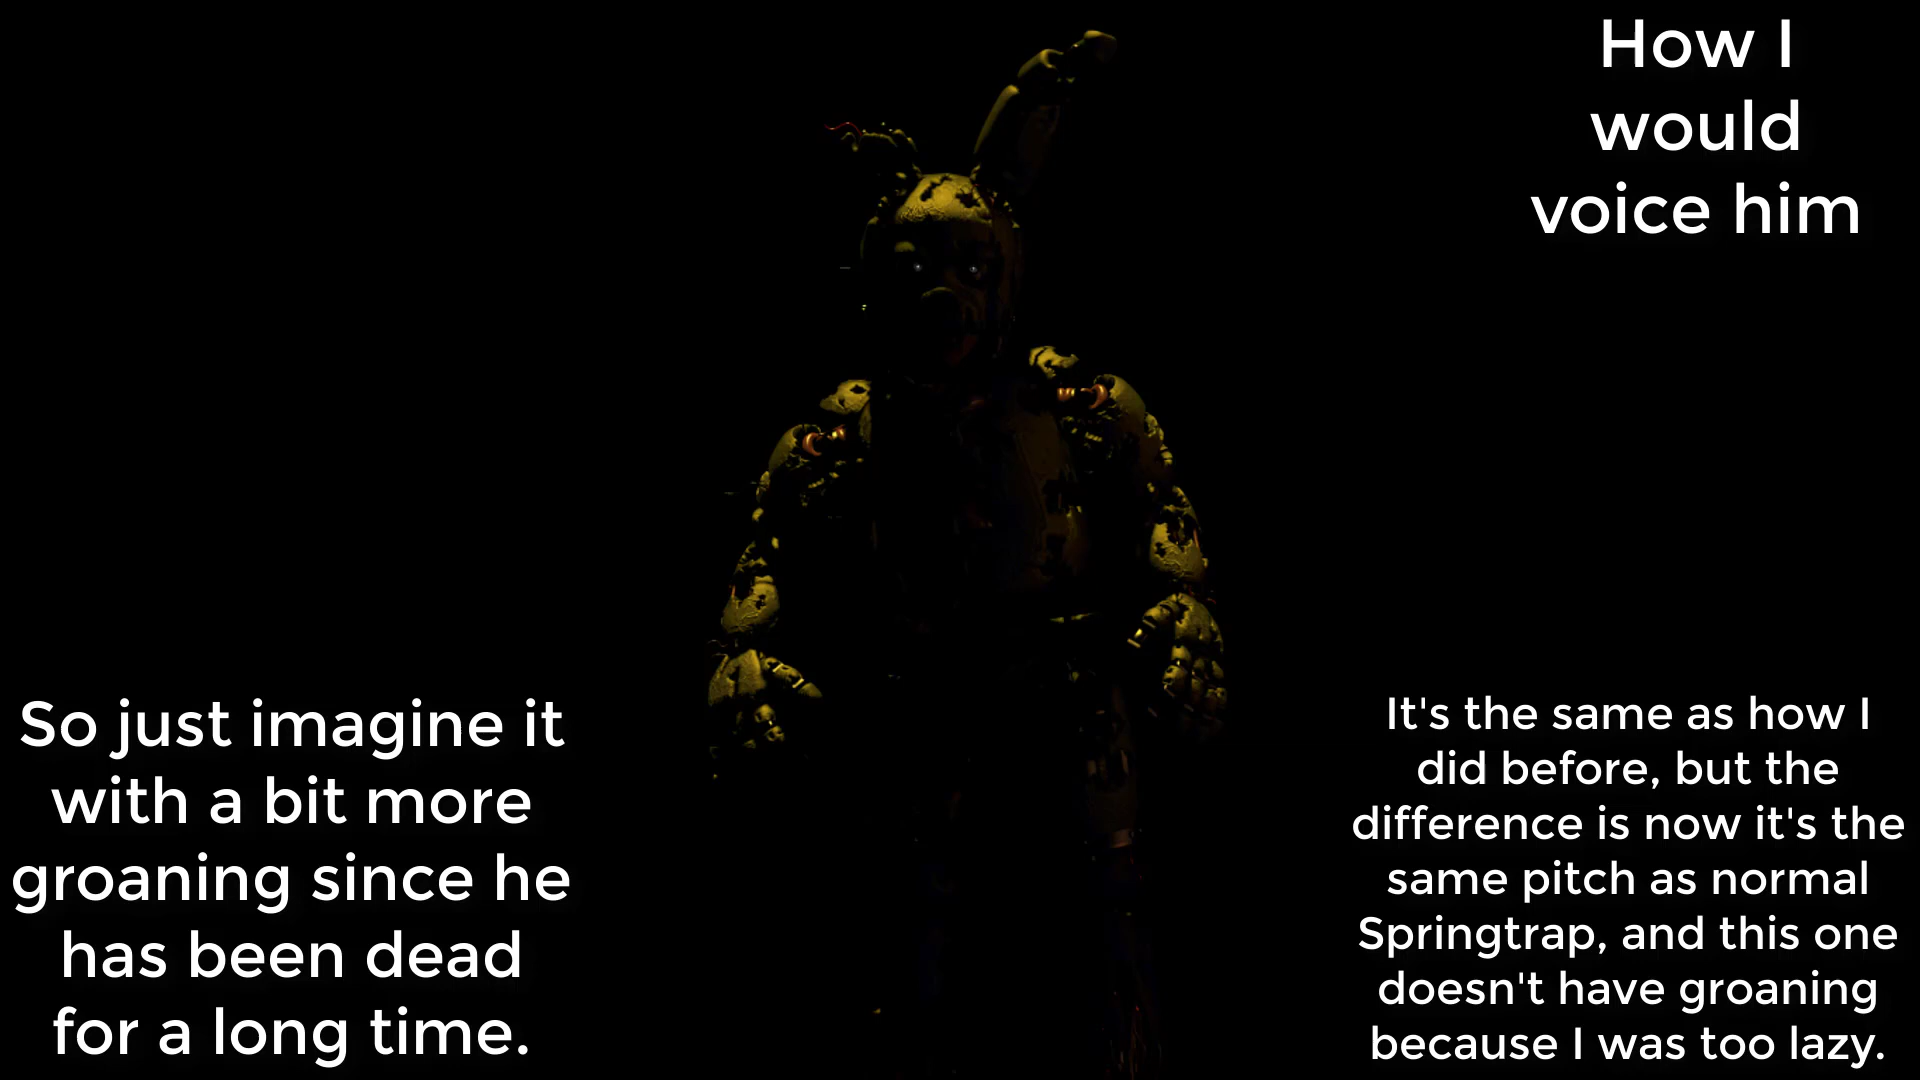 How I
would
voice him
So just imagine it
with a bit more
groaning since he
has been dead
for a long time.
It's the same as how I
did before, but the
difference is now it's the
same pitch as normal
Springtrap, and this one
doesn't have groaning
because I was too lazy.